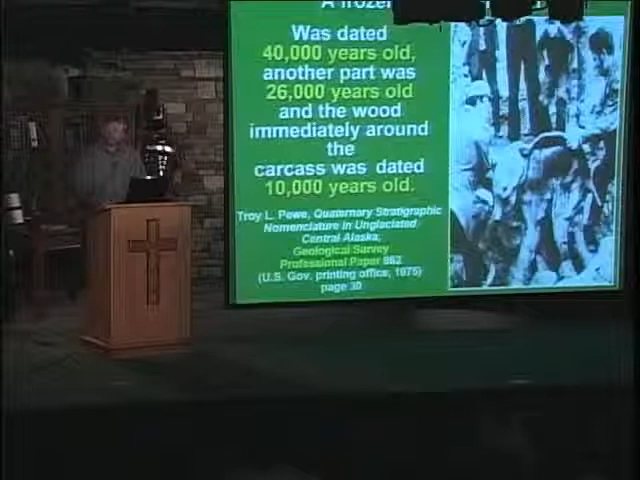 A frozen
Was dated
40,000 years old,
another part was
26,000 years old
and the wood
immediately around
the
carcass was dated
10,000 years old.
Troy L. Pewe, Quaternary Stratigraphic
Nomenclature in Unglaciated
Central Alaska,
Geological Survey
Professional Paper 862
(U.S. Gov. printing office, 1975)
page 30